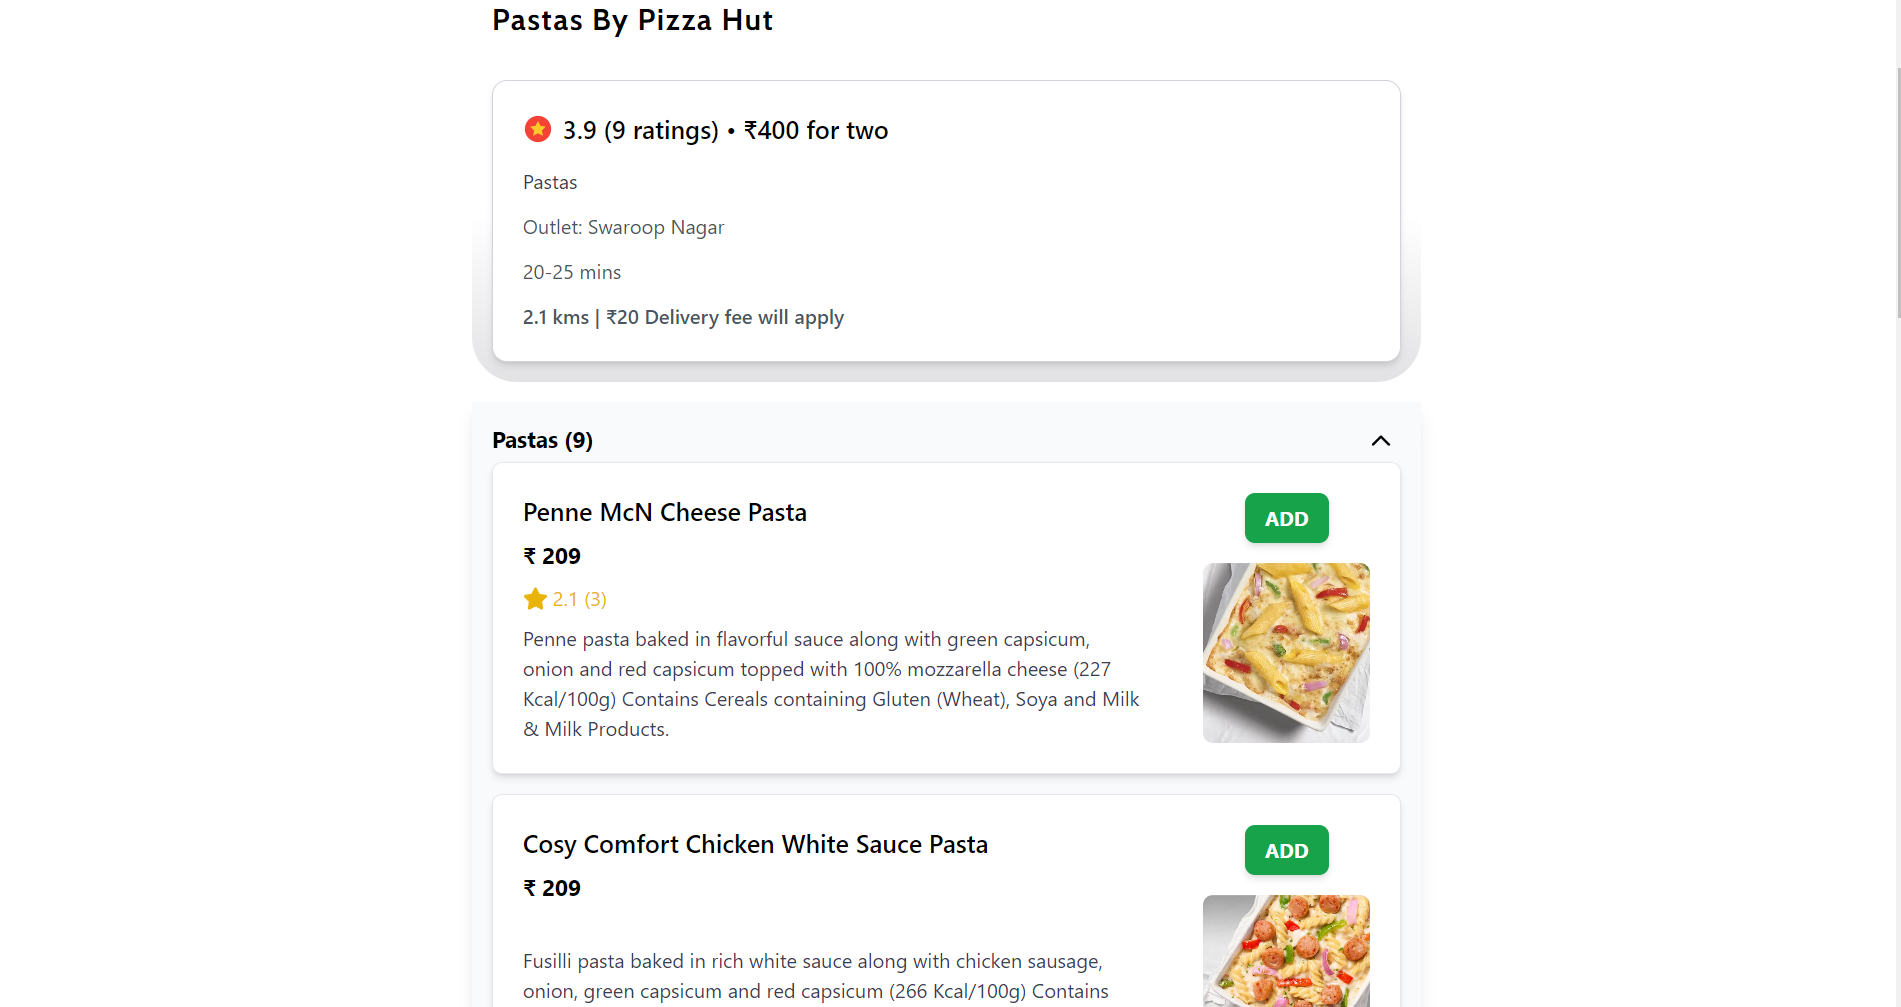 Pastas By Pizza Hut
3.9 (9 ratings) • ₹400 for two
Pastas
Outlet: Swaroop Nagar
20-25 mins
2.1 kms | ₹20 Delivery fee will apply
Pastas (9)
Penne McN Cheese Pasta
ADD
₹ 209
2.1 (3)
Penne pasta baked in flavorful sauce along with green capsicum,
onion and red capsicum topped with 100% mozzarella cheese (227
Kcal/100g) Contains Cereals containing Gluten (Wheat), Soya and Milk
& Milk Products.
Cosy Comfort Chicken White Sauce Pasta
ADD
₹ 209
Fusilli pasta baked in rich white sauce along with chicken sausage,
onion, green capsicum and red capsicum (266 Kcal/100g) Contains